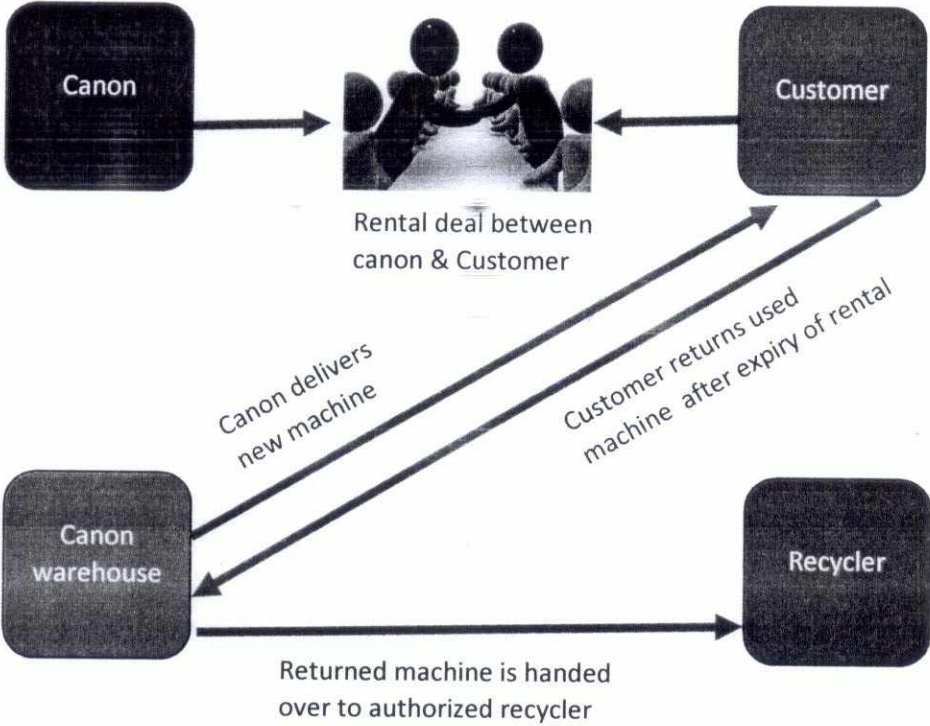 Canon
Customer
Rental deal between
canon & Customer
Canon delivers
new machine
Customer returns used
machine after expiry of rental
Canon
warehouse
Recycler
Returned machine is handed
over to authorized recycler